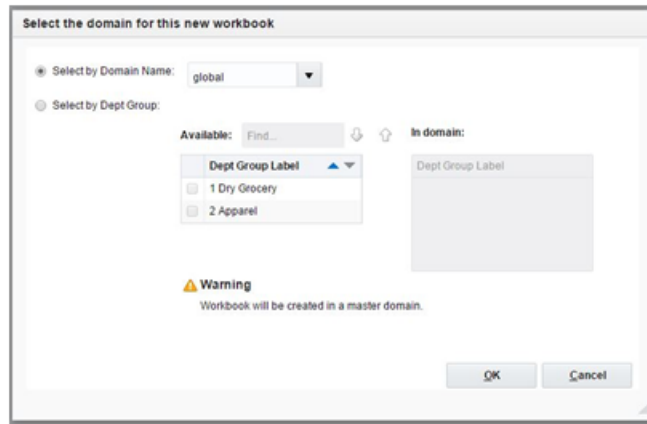 Select the domain for this new workbook
Select by Domain Name: global
Select by Dept Group:
Available: Find... In domain:
Dept Group Label Dept Group Label
1 Dry Grocery
2 Apparel
Warning
Workbook will be created in a master domain.
OK Cancel